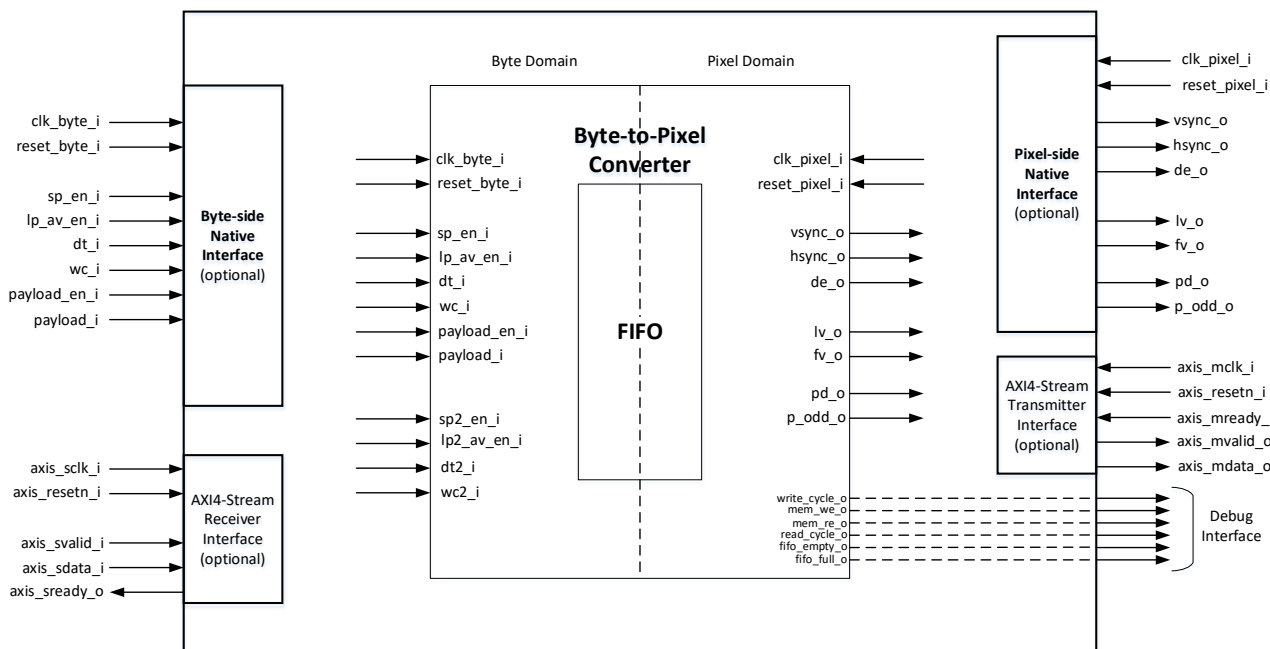 Byte Domain
Pixel Domain
clk_byte_i
reset_byte_i
sp_en_i
lp_av_en_i
dt_i
wc_i
payload_en_i
payload_i
Byte-side
Native
Interface
(optional)
axis_sclk_i
axis_resetn_i
axis_svalid_i
axis_sdata_i
axis_sready_o
AXI4-Stream
Receiver
Interface
(optional)
Byte-to-Pixel
Converter
FIFO
clk_byte_i
reset_byte_i
sp_en_i
lp_av_en_i
dt_i
wc_i
payload_en_i
payload_i
sp2_en_i
lp2_av_en_i
dt2_i
wc2_i
clk_pixel_i
reset_pixel_i
vsync_o
hsync_o
de_o
lv_o
fv_o
pd_o
p_odd_o
write_cycle_o
mem_we_o
mem_re_o
read_cycle_o
fifo_empty_o
fifo_full_o
Pixel-side
Native
Interface
(optional)
clk_pixel_i
reset_pixel_i
vsync_o
hsync_o
de_o
lv_o
fv_o
pd_o
p_odd_o
AXI4-Stream
Transmitter
Interface
(optional)
axis_mclk_i
axis_resetn_i
axis_mready_
axis_mvalid_o
axis_mdata_o
Debug
Interface